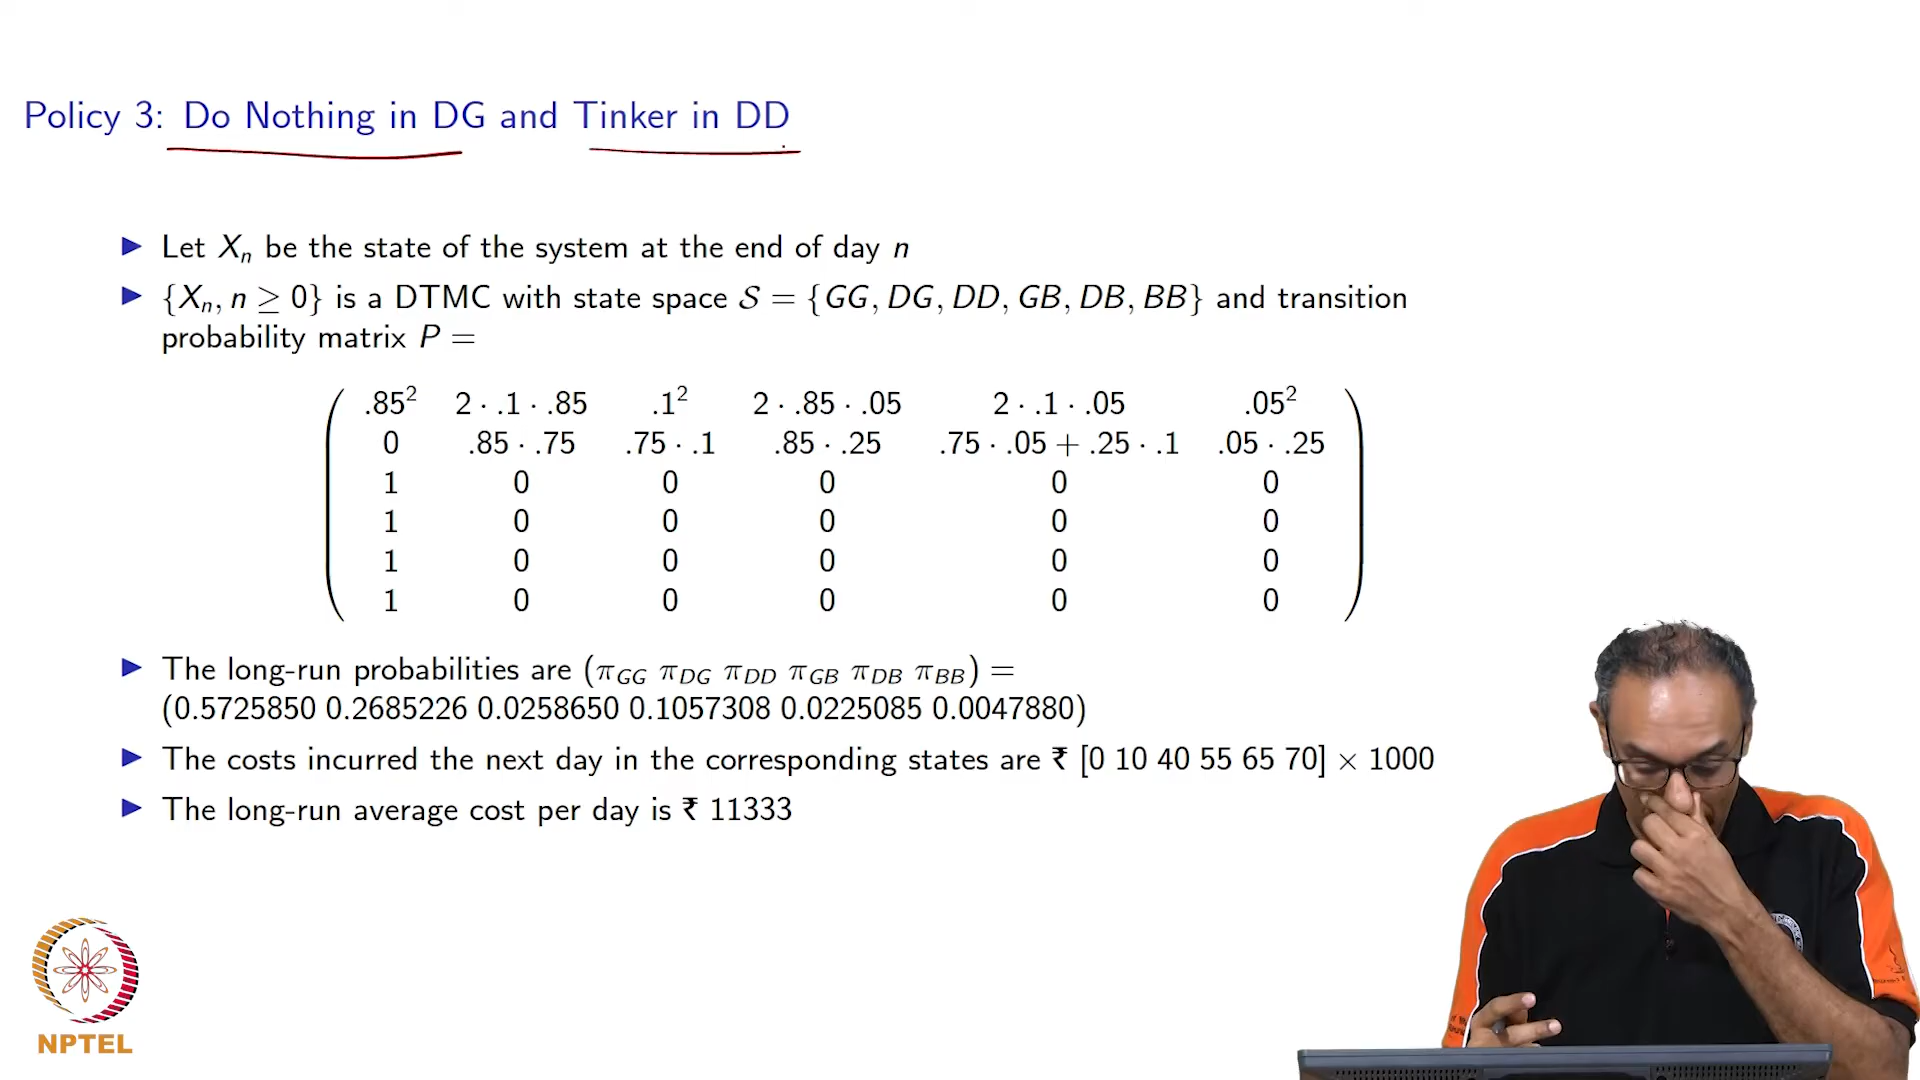 Policy 3: Do Nothing in DG and Tinker in DD
▶ Let Xₙ be the state of the system at the end of day n
▶ {Xₙ, n ≥ 0} is a DTMC with state space 𝒮 = {GG, DG, DD, GB, DB, BB} and transition
probability matrix P =
.85² 2 · .1 · .85 .1² 2 · .85 · .05 2 · .1 · .05 .05²
0 .85 · .75 .75 · .1 .85 · .25 .75 · .05 + .25 · .1 .05 · .25
1 0 0 0 0 0
1 0 0 0 0 0
1 0 0 0 0 0
1 0 0 0 0 0
▶ The long-run probabilities are (π_GG π_DG π_DD π_GB π_DB π_BB) =
(0.5725850 0.2685226 0.0258650 0.1057308 0.0225085 0.0047880)
▶ The costs incurred the next day in the corresponding states are ₹ [0 10 40 55 65 70] × 1000
▶ The long-run average cost per day is ₹ 11333
NPTEL